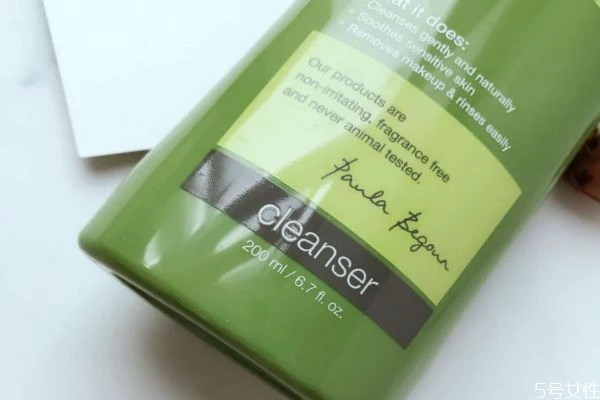 at it does:
• Cleanses gently and naturally
• Soothes sensitive skin
• Removes makeup & rinses easily
Our products are
non-irritating, fragrance free
and never animal tested.
Paula Begoun
cleanser
200 ml / 6.7 fl. oz.
5号女性